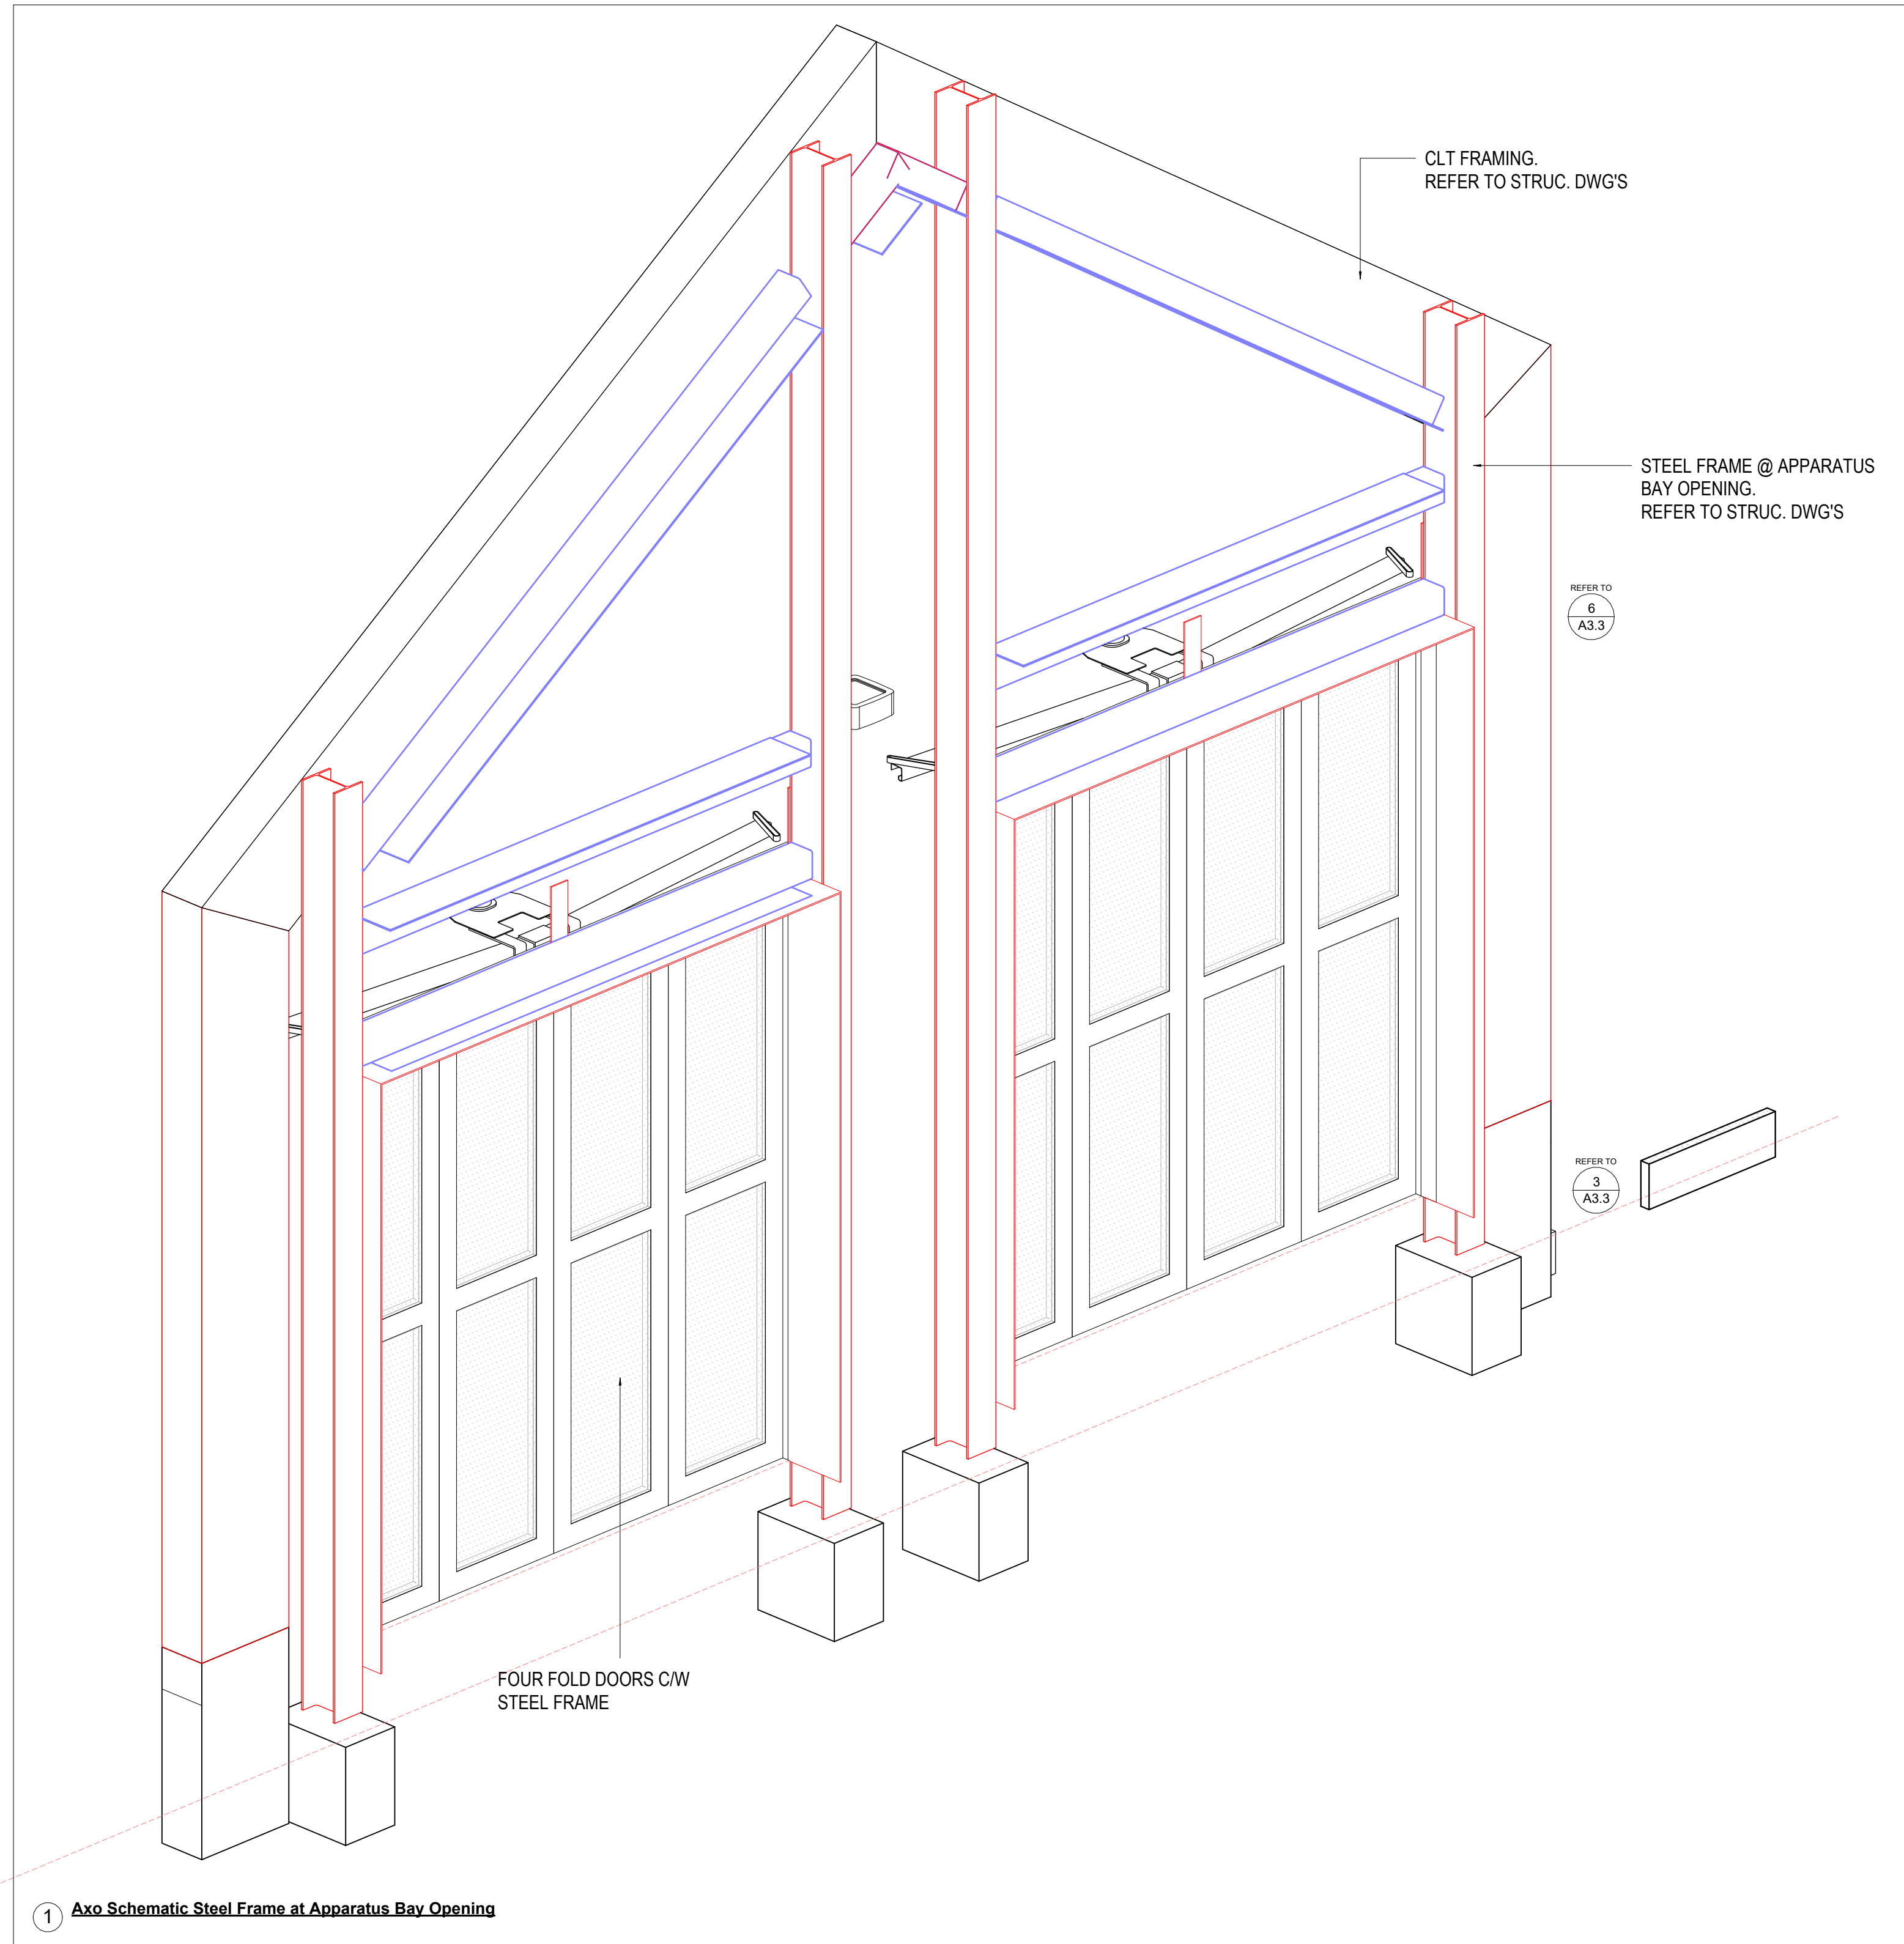 CLT FRAMING.
REFER TO STRUC. DWG'S
STEEL FRAME @ APPARATUS
BAY OPENING.
REFER TO STRUC. DWG'S
REFER TO
6
A3.3
REFER TO
3
A3.3
FOUR FOLD DOORS C/W
STEEL FRAME
1 Axo Schematic Steel Frame at Apparatus Bay Opening